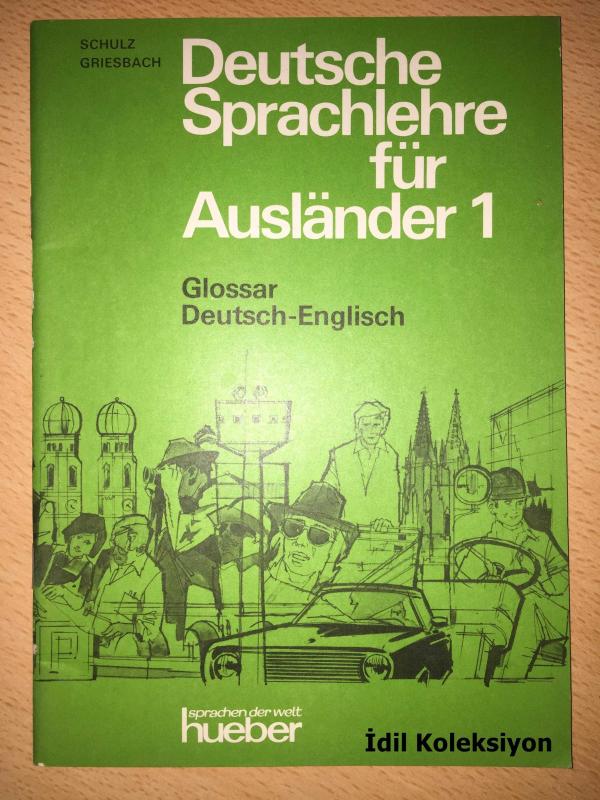 SCHULZ
GRIESBACH
Deutsche
Sprachlehre
für
Ausländer 1
Glossar
Deutsch-Englisch
sprachen der welt
hueber
İdil Koleksiyon